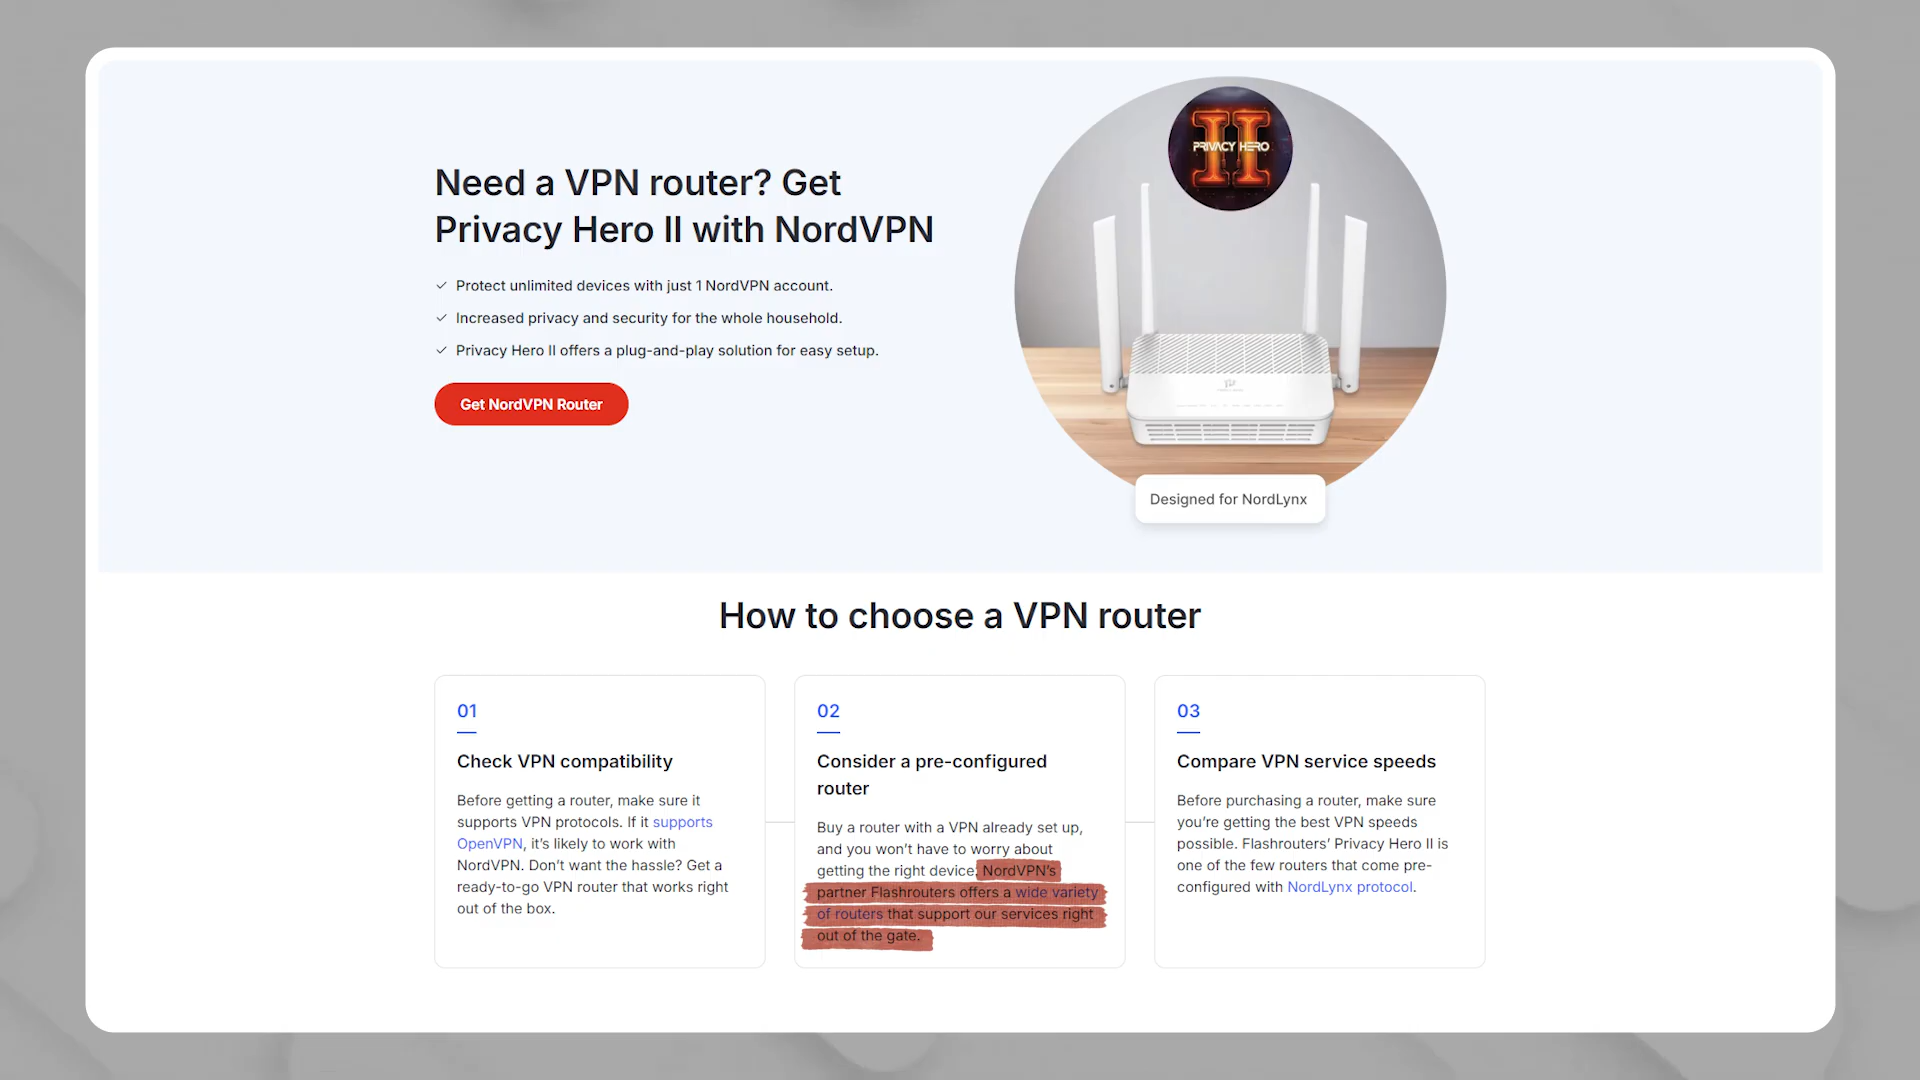 II
PRIVACY HERO
Need a VPN router? Get
Privacy Hero II with NordVPN
Protect unlimited devices with just 1 NordVPN account.
Increased privacy and security for the whole household.
Privacy Hero II offers a plug-and-play solution for easy setup.
Get NordVPN Router
Designed for NordLynx
How to choose a VPN router
01
Check VPN compatibility
Before getting a router, make sure it
supports VPN protocols. If it supports
OpenVPN, it’s likely to work with
NordVPN. Don’t want the hassle? Get a
ready-to-go VPN router that works right
out of the box.
02
Consider a pre-configured
router
Buy a router with a VPN already set up,
and you won’t have to worry about
getting the right device. NordVPN’s
partner Flashrouters offers a wide variety
of routers that support our services right
out of the gate.
03
Compare VPN service speeds
Before purchasing a router, make sure
you’re getting the best VPN speeds
possible. Flashrouters’ Privacy Hero II is
one of the few routers that come pre-
configured with NordLynx protocol.